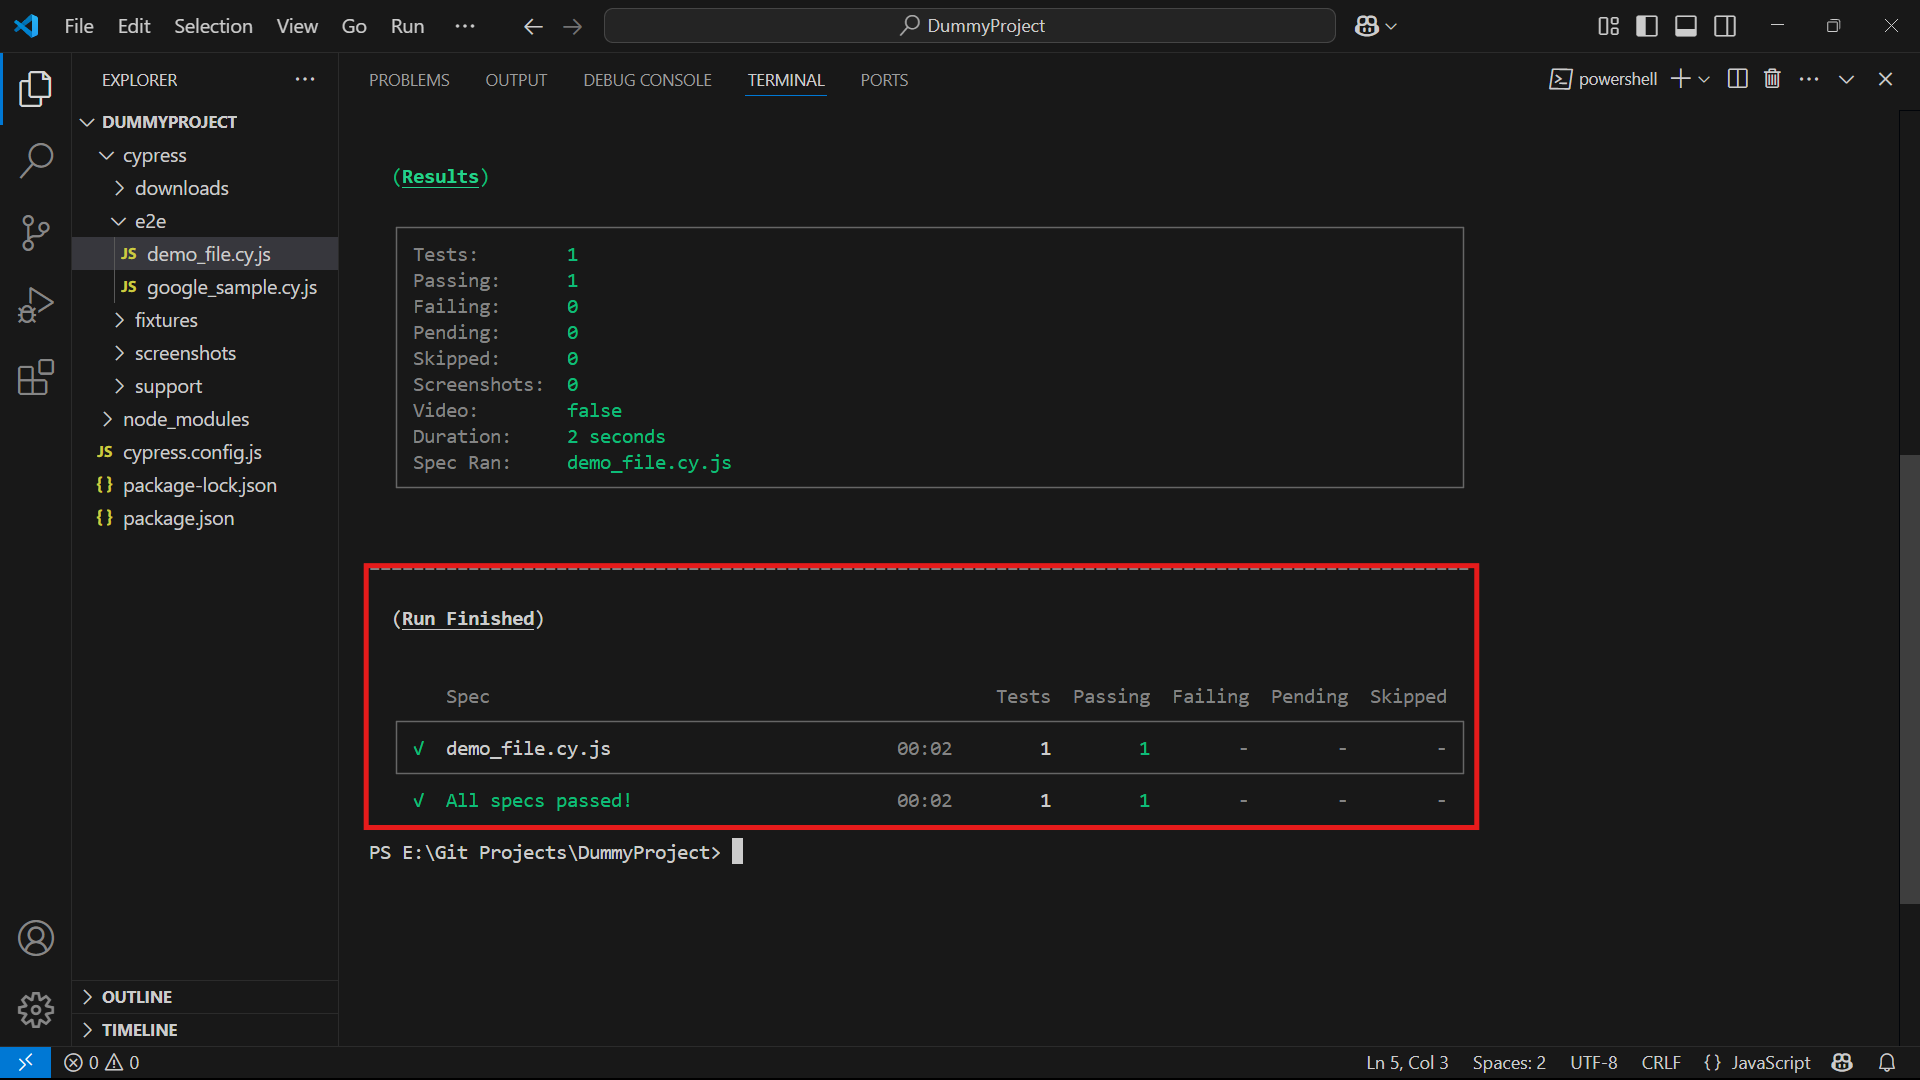 File Edit Selection View Go Run ··· DummyProject
EXPLORER ···
DUMMYPROJECT
cypress
downloads
e2e
JS demo_file.cy.js
JS google_sample.cy.js
fixtures
screenshots
support
node_modules
JS cypress.config.js
{} package-lock.json
{} package.json
OUTLINE
TIMELINE
PROBLEMS OUTPUT DEBUG CONSOLE TERMINAL PORTS powershell
(Results)
Tests: 1
Passing: 1
Failing: 0
Pending: 0
Skipped: 0
Screenshots: 0
Video: false
Duration: 2 seconds
Spec Ran: demo_file.cy.js
(Run Finished)
Spec Tests Passing Failing Pending Skipped
√ demo_file.cy.js 00:02 1 1 - - -
√ All specs passed! 00:02 1 1 - - -
PS E:\Git Projects\DummyProject>
0 0 Ln 5, Col 3 Spaces: 2 UTF-8 CRLF {} JavaScript